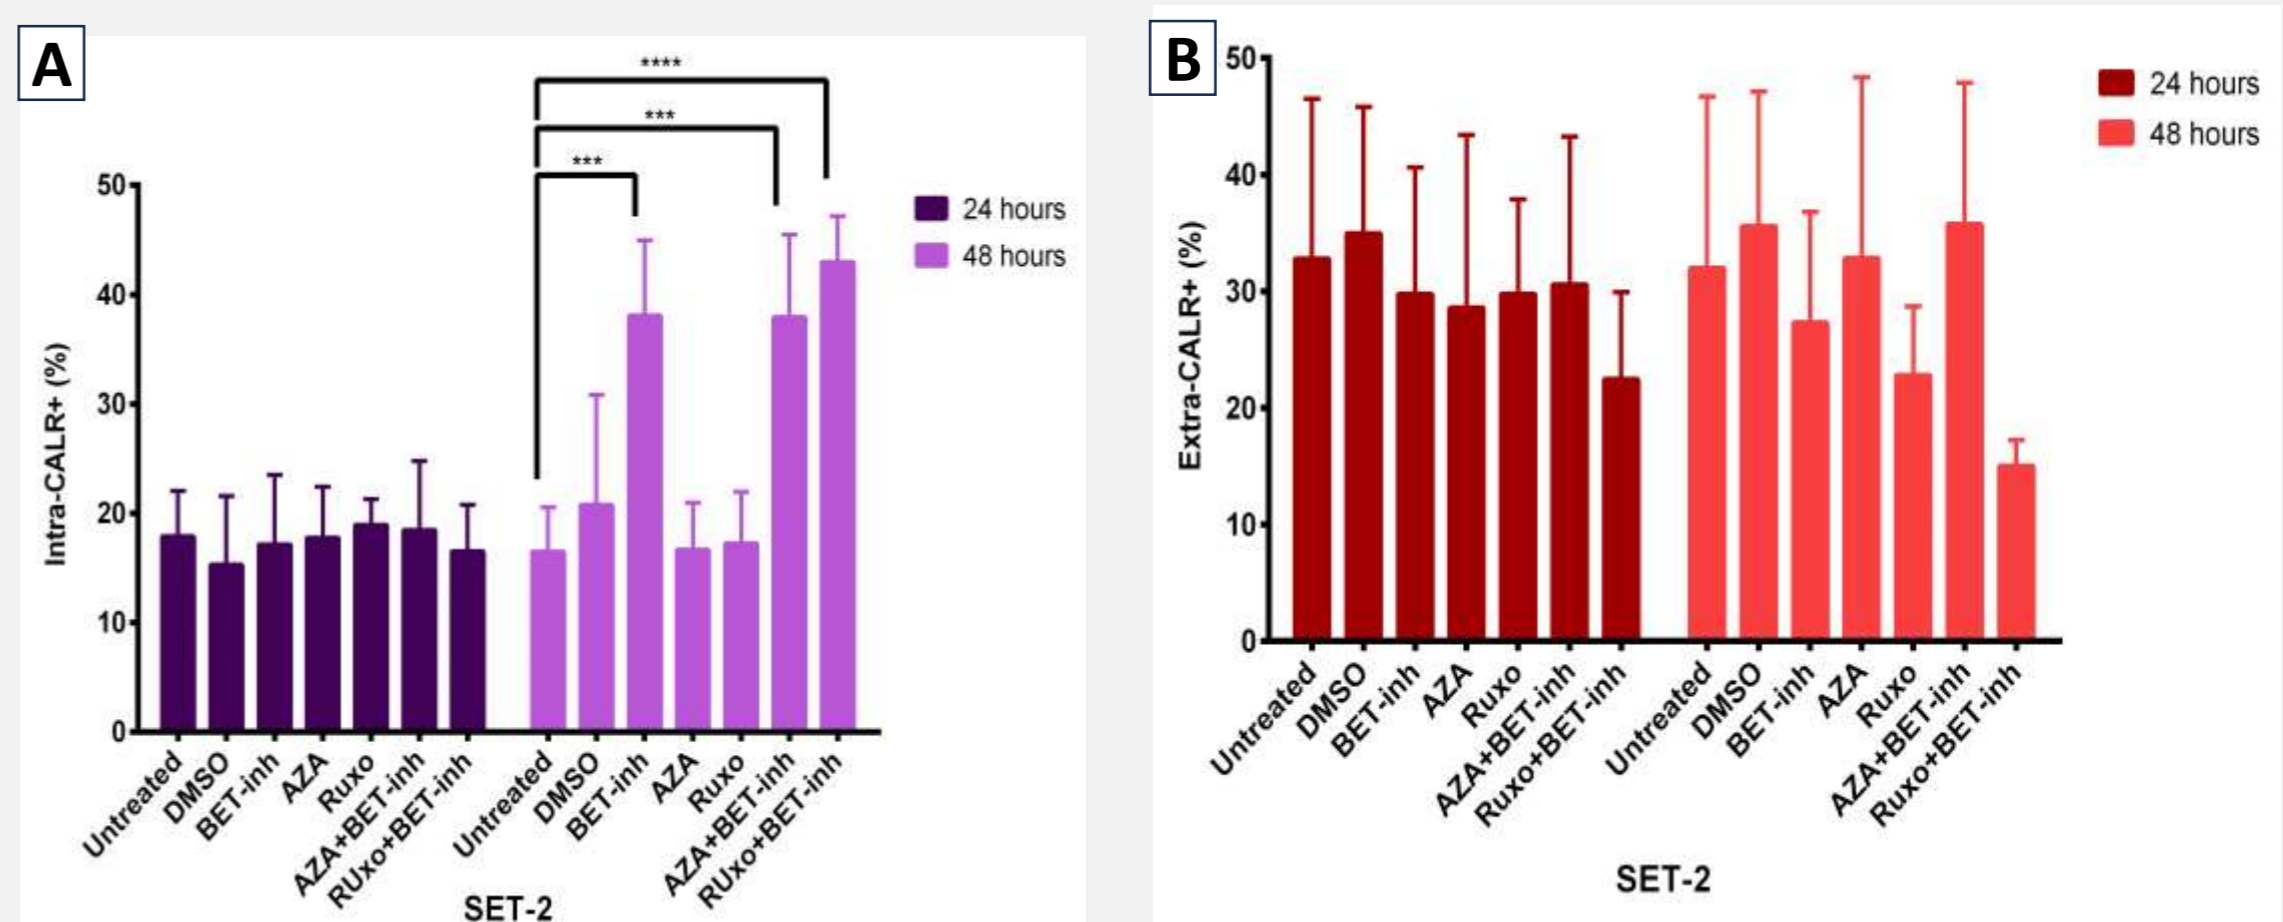 A
****
***
***
50
40
30
20
10
0
Intra-CALR+ (%)
24 hours
48 hours
Untreated
DMSO
BET-inh
AZA
Ruxo
AZA+BET-inh
RUxo+BET-inh
Untreated
DMSO
BET-inh
AZA
Ruxo
AZA+BET-inh
RUxo+BET-inh
SET-2
B
50
40
30
20
10
0
Extra-CALR+ (%)
24 hours
48 hours
Untreated
DMSO
BET-inh
AZA
Ruxo
AZA+BET-inh
Ruxo+BET-inh
Untreated
DMSO
BET-inh
AZA
Ruxo
AZA+BET-inh
Ruxo+BET-inh
SET-2